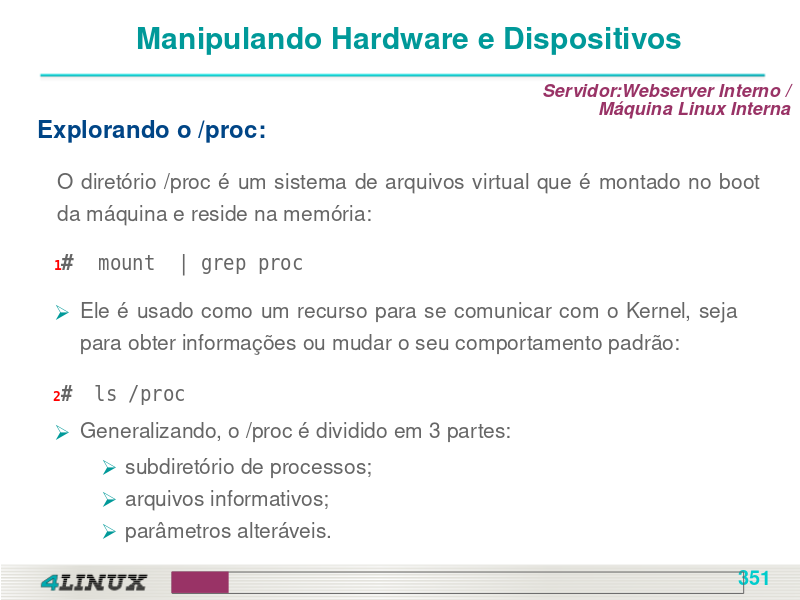 Manipulando Hardware e Dispositivos
Servidor:Webserver Interno /
Máquina Linux Interna
Explorando o /proc:
O diretório /proc é um sistema de arquivos virtual que é montado no boot
da máquina e reside na memória:
1# mount | grep proc
Ele é usado como um recurso para se comunicar com o Kernel, seja
para obter informações ou mudar o seu comportamento padrão:
2# ls /proc
Generalizando, o /proc é dividido em 3 partes:
subdiretório de processos;
arquivos informativos;
parâmetros alteráveis.
4LINUX
351